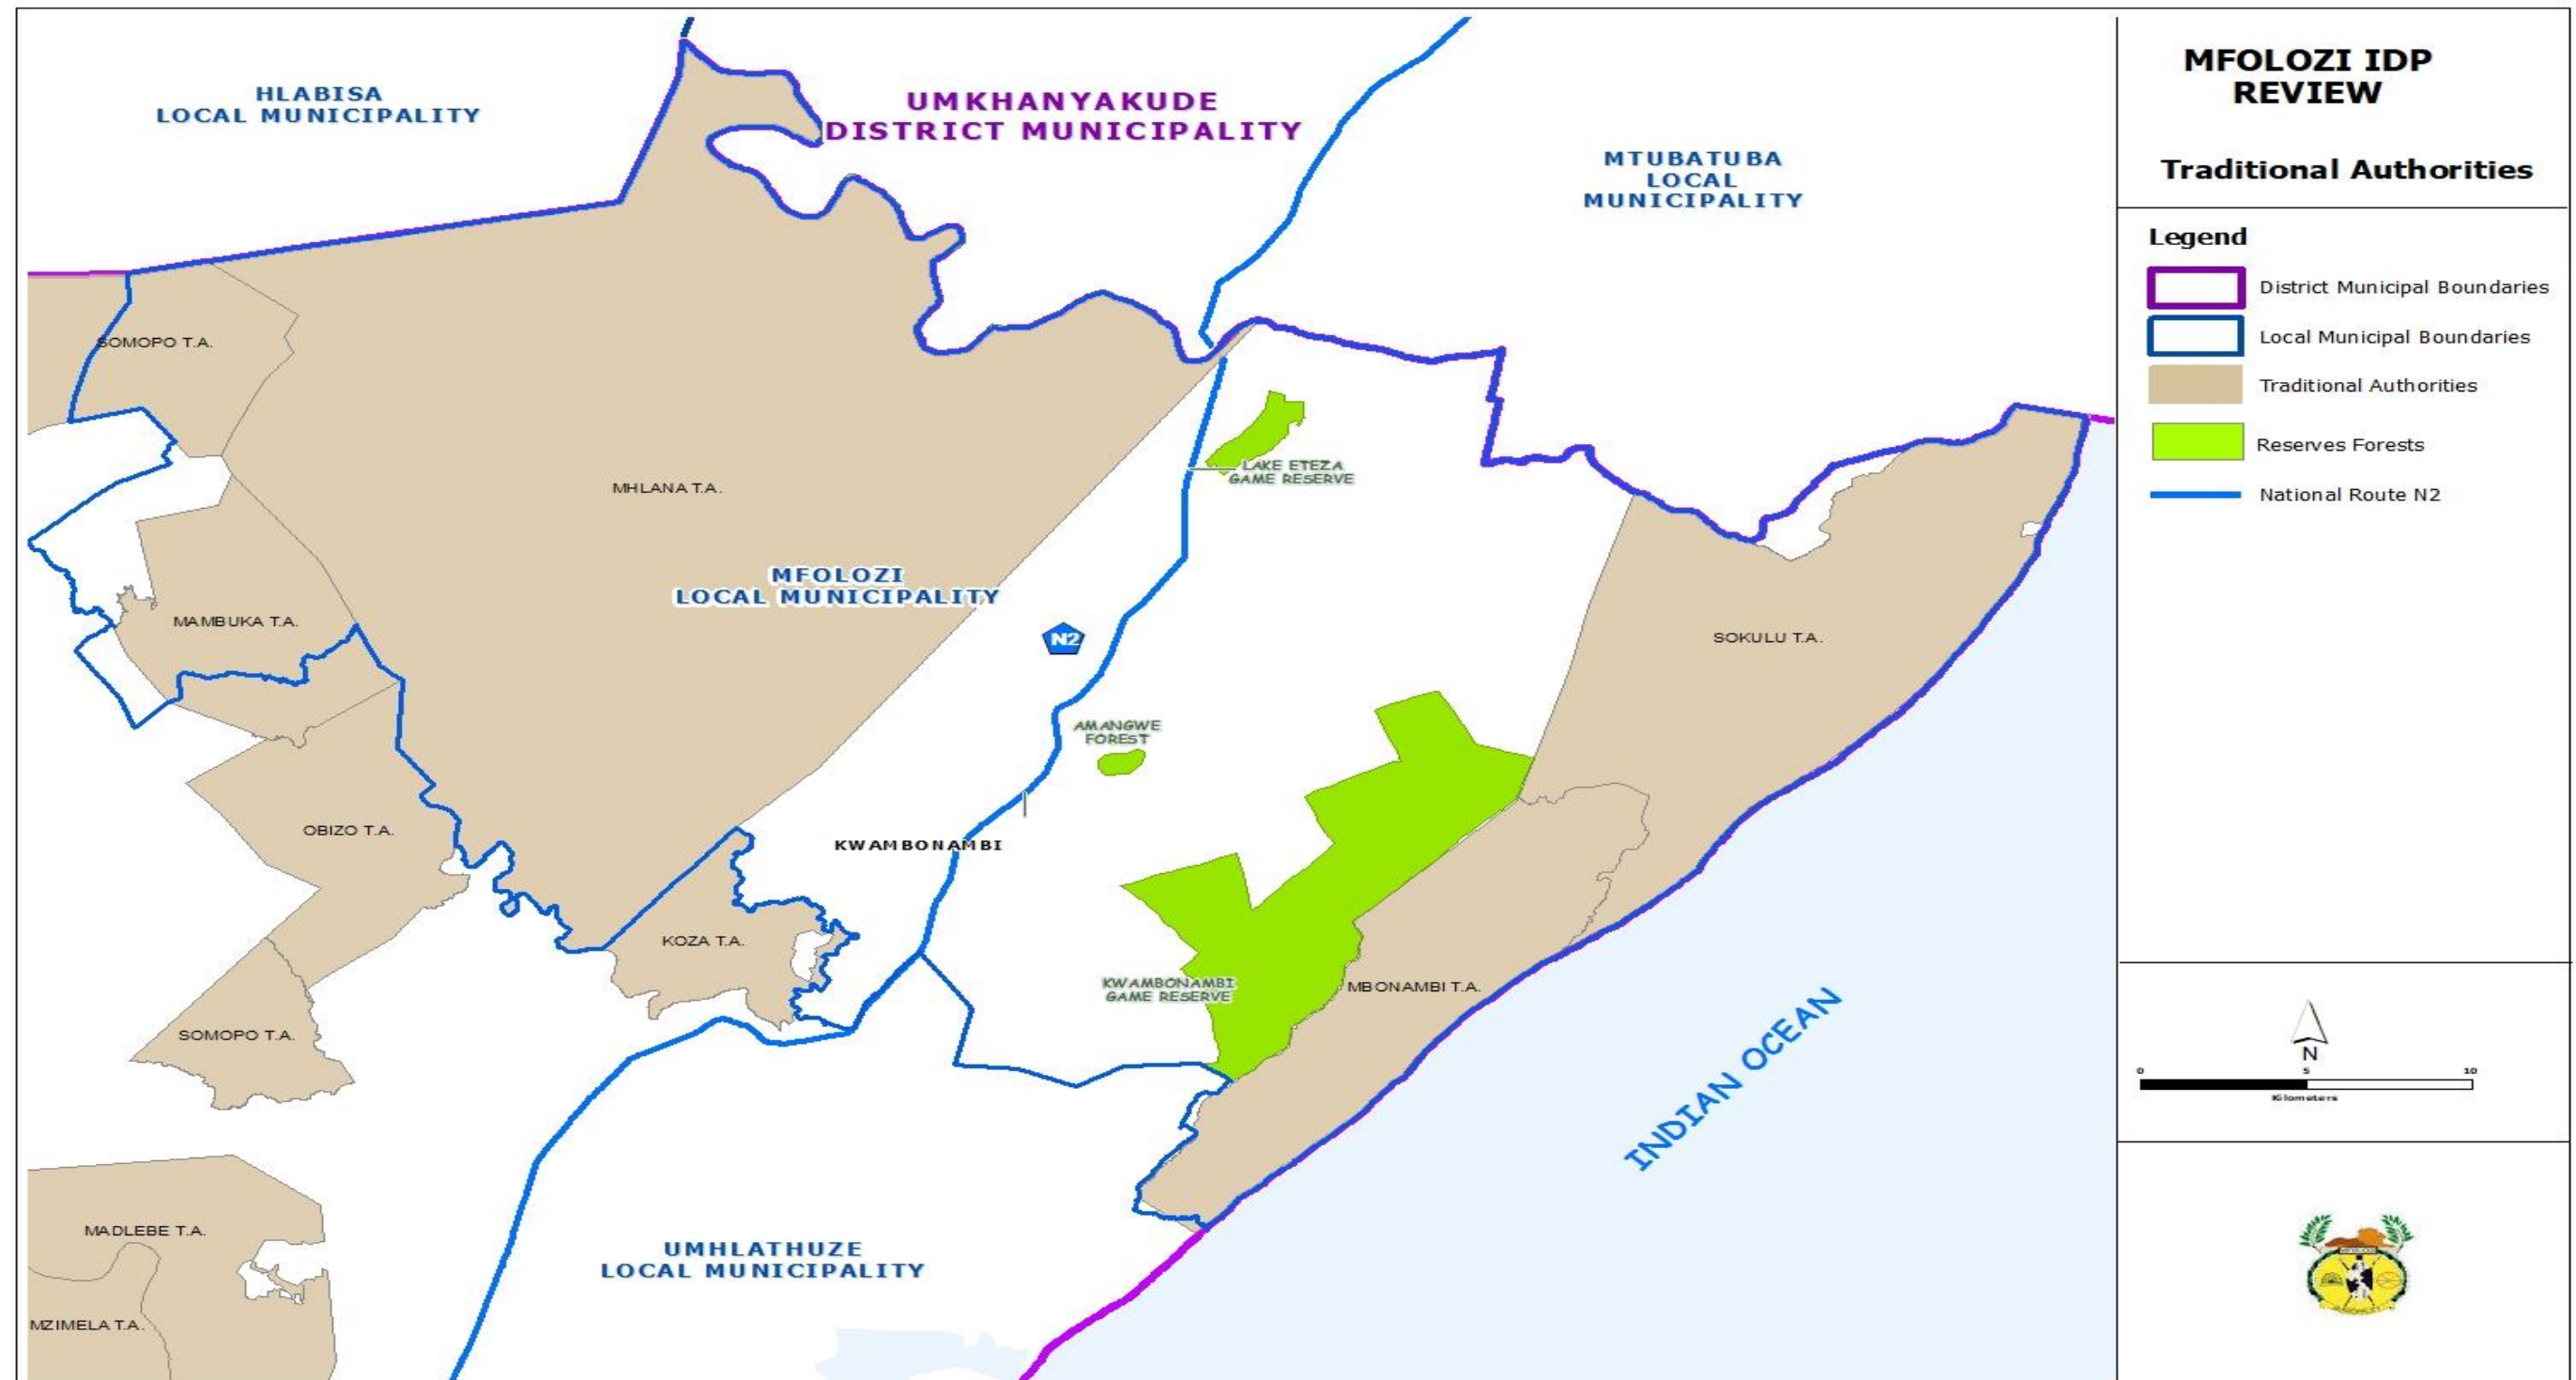 HLABISA
LOCAL MUNICIPALITY
UMKHANYAKUDE
DISTRICT MUNICIPALITY
MTUBATUBA
LOCAL
MUNICIPALITY
SOMOPO T.A.
MHLANA T.A.
LAKE ETEZA
GAME RESERVE
MFOLOZI
LOCAL MUNICIPALITY
MAMBUKA T.A.
N2
SOKULU T.A.
AMANGWE
FOREST
OBIZO T.A.
KWAMBONAMBI
KOZA T.A.
KWAMBONAMBI
GAME RESERVE
MBONAMBI T.A.
SOMOPO T.A.
INDIAN OCEAN
MADLEBE T.A.
UMHLATHUZE
LOCAL MUNICIPALITY
MZIMELA T.A.
MFOLOZI IDP
REVIEW
Traditional Authorities
Legend
District Municipal Boundaries
Local Municipal Boundaries
Traditional Authorities
Reserves Forests
National Route N2
N
0 5 10
Kilometers